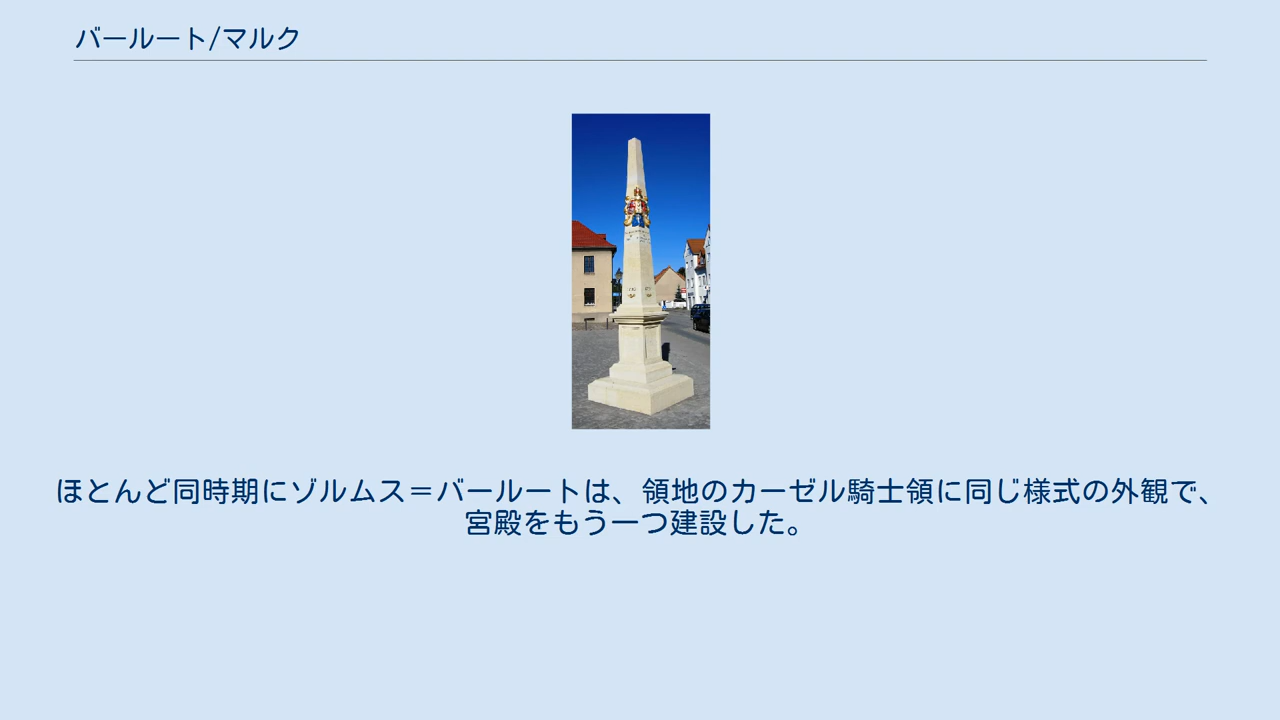 バールート/マルク
ほとんど同時期にゾルムス＝バールートは、領地のカーゼル騎士領に同じ様式の外観で、
宮殿をもう一つ建設した。